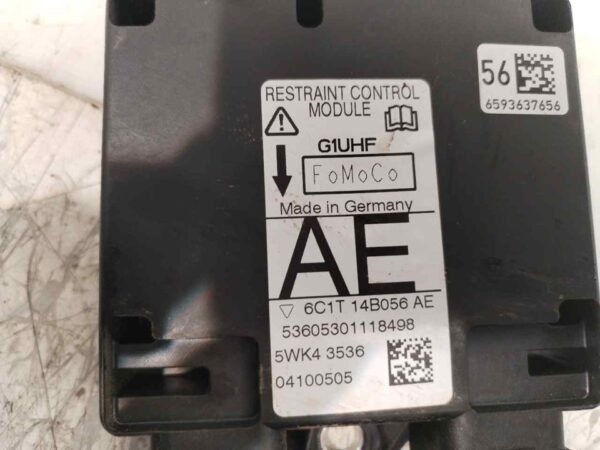 RESTRAINT CONTROL
MODULE
G1UHF
FoMoCo
Made in Germany
AE
6C1T 14B056 AE
53605301118498
5WK4 3536
04100505
56
6593637656